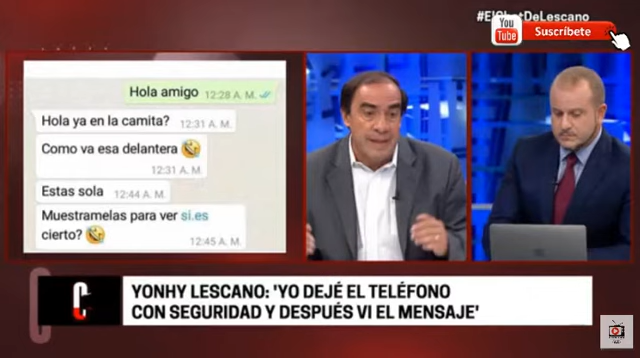 #ElChatDeLescano
You
Tube
Suscríbete
Hola amigo 12:28 A. M.
Hola ya en la camita? 12:31 A. M.
Como va esa delantera 🤣
12:31 A. M.
Estas sola 12:44 A. M.
Muestramelas para ver si.es
cierto? 🤣 12:45 A. M.
YONHY LESCANO: 'YO DEJÉ EL TELÉFONO
CON SEGURIDAD Y DESPUÉS VI EL MENSAJE'